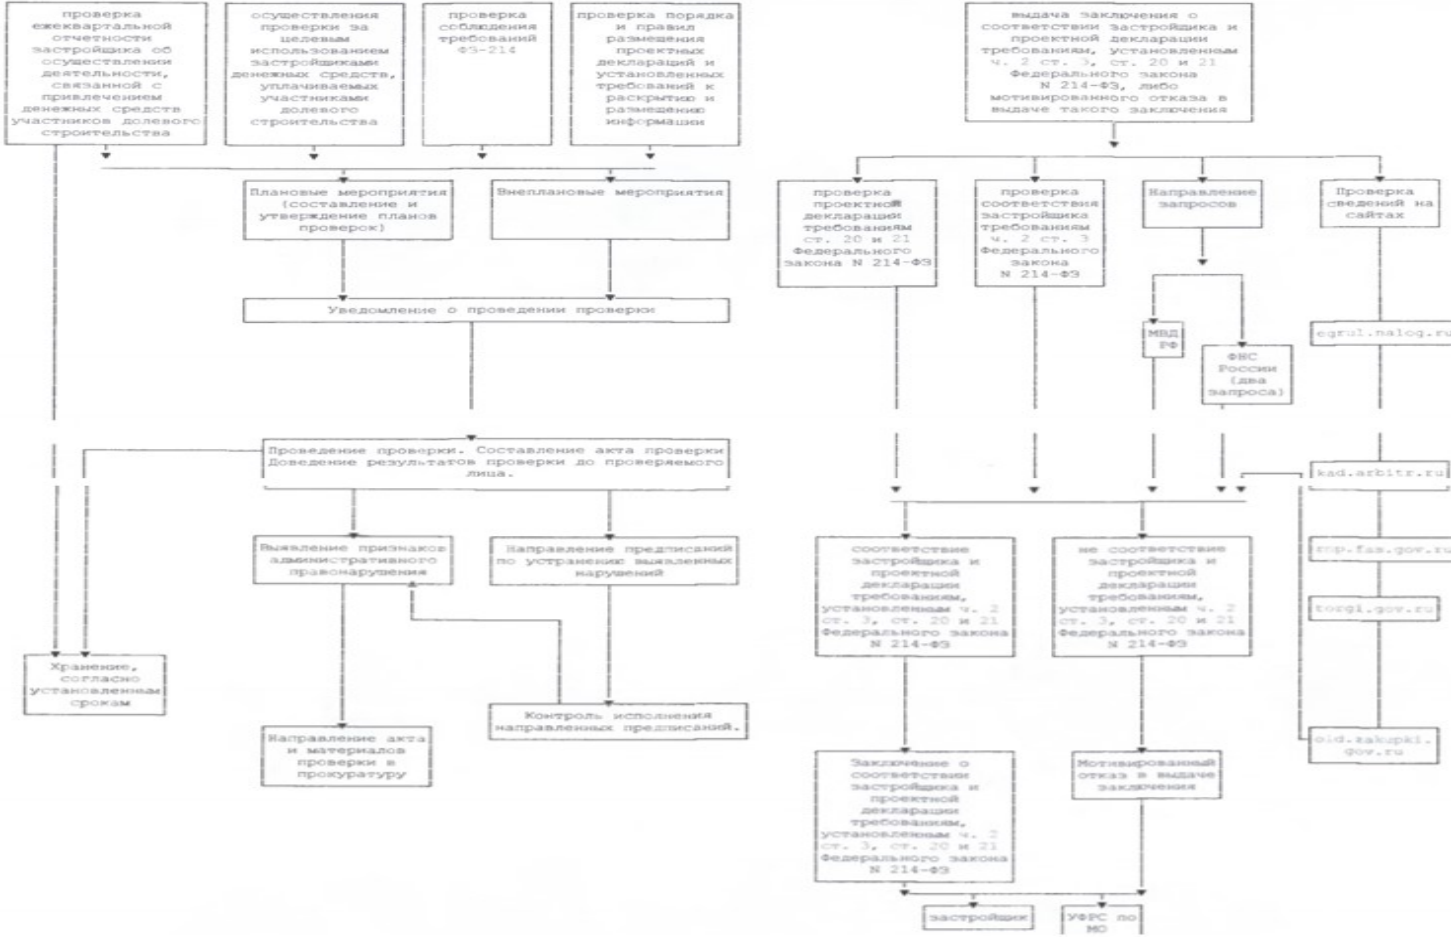 проверка
ежеквартальной
отчетности
застройщика об
осуществлении
деятельности,
связанной с
привлечением
денежных средств
участников долевого
строительства
осуществления
проверки за
целевым
использованием
застройщиками
денежных средств,
уплачиваемых
участниками
долевого
строительства
проверка
соблюдения
требований
ФЗ-214
проверка порядка
и правил
размещения
проектных
деклараций и
установленных
требований к
раскрытию и
размещению
информации
выдача заключения о
соответствии застройщика и
проектной декларации
требованиям, установленным
ч. 2 ст. 3, ст. 20 и 21
Федерального закона
N 214-ФЗ, либо
мотивированного отказа в
выдаче такого заключения
Плановые мероприятия
(составление и
утверждение планов
проверок)
Внеплановые мероприятия
проверка
проектной
декларации
требованиям
ст. 20 и 21
Федерального
закона N 214-ФЗ
проверка
соответствия
застройщика
требованиям
ч. 2 ст. 3
Федерального
закона
N 214-ФЗ
Направление
запросов
Проверка
сведений на
сайтах
Уведомление о проведении проверки
МВД
РФ
ФНС
России
(два
запроса)
egrul.nalog.ru
Проведение проверки. Составление акта проверки
Доведение результатов проверки до проверяемого
лица.
kad.arbitr.ru
Выявление признаков
административного
правонарушения
Направление предписаний
по устранению выявленных
нарушений
соответствие
застройщика и
проектной
декларации
требованиям,
установленным ч. 2
ст. 3, ст. 20 и 21
Федерального закона
N 214-ФЗ
не соответствие
застройщика и
проектной
декларации
требованиям,
установленным ч. 2
ст. 3, ст. 20 и 21
Федерального закона
N 214-ФЗ
rnp.fas.gov.ru
torgi.gov.ru
Хранение,
согласно
установленным
срокам
Контроль исполнения
направленных предписаний.
Направление акта
и материалов
проверки в
прокуратуру
old.zakupki.
gov.ru
Заключение о
соответствии
застройщика и
проектной
декларации
требованиям,
установленным ч. 2
ст. 3, ст. 20 и 21
Федерального закона
N 214-ФЗ
Мотивированный
отказ в выдаче
заключения
застройщик
УФРС по
МО